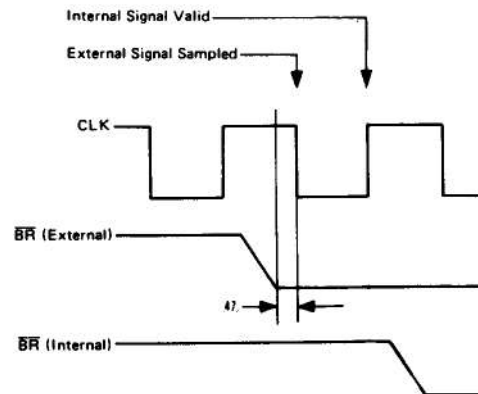 Internal Signal Valid
External Signal Sampled
CLK
BR (External)
47
BR (Internal)